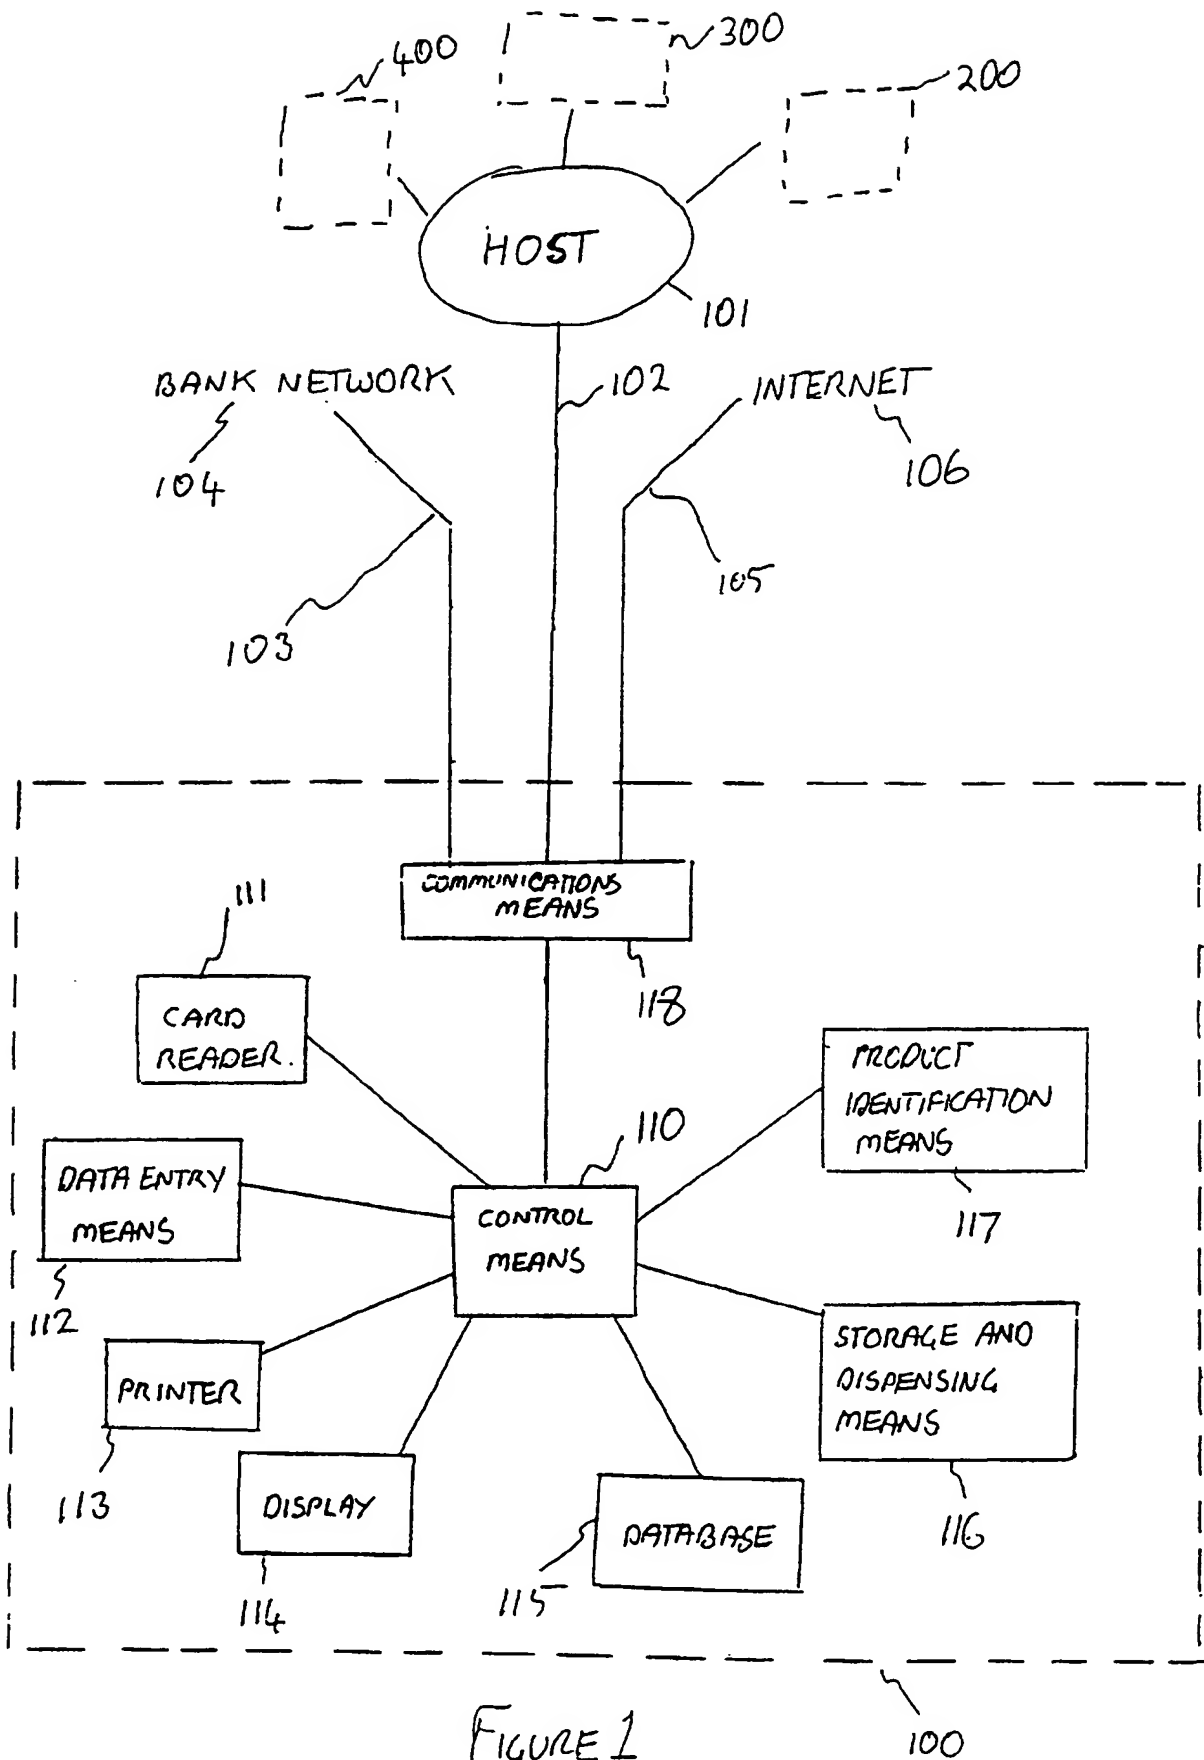 400
300
200
HOST
101
BANK NETWORK
102
INTERNET
104
106
103
105
COMMUNICATIONS
MEANS
111
118
CARD
READER.
PRODUCT
IDENTIFICATION
MEANS
110
117
DATA ENTRY
MEANS
CONTROL
MEANS
112
STORAGE AND
DISPENSING
MEANS
PRINTER
113
DISPLAY
DATABASE
116
114
115
100
FIGURE 1